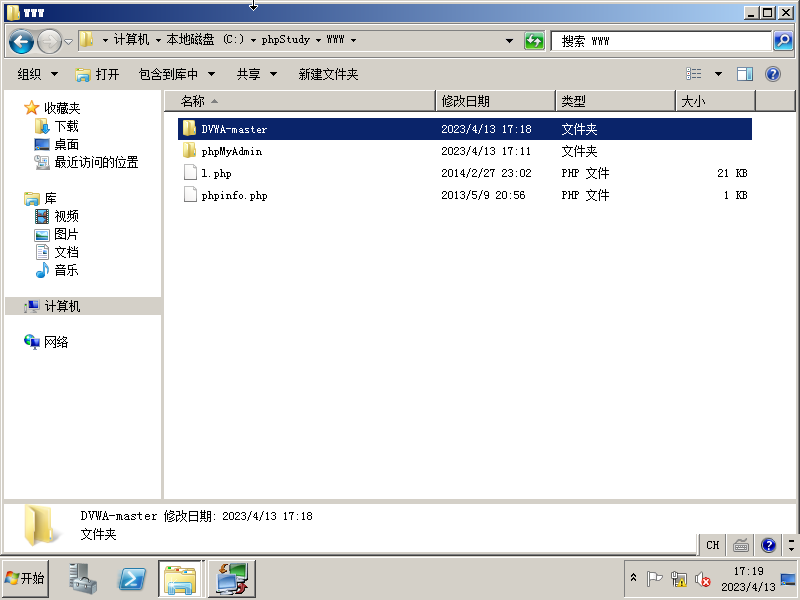 WWW
计算机 本地磁盘 (C:) phpStudy WWW
搜索 WWW
组织 打开 包含到库中 共享 新建文件夹
名称 修改日期 类型 大小
收藏夹
下载
桌面
最近访问的位置
库
视频
图片
文档
音乐
计算机
网络
DVWA-master 2023/4/13 17:18 文件夹
phpMyAdmin 2023/4/13 17:11 文件夹
l.php 2014/2/27 23:02 PHP 文件 21 KB
phpinfo.php 2013/5/9 20:56 PHP 文件 1 KB
DVWA-master 修改日期: 2023/4/13 17:18
文件夹
CH
开始
17:19
2023/4/13